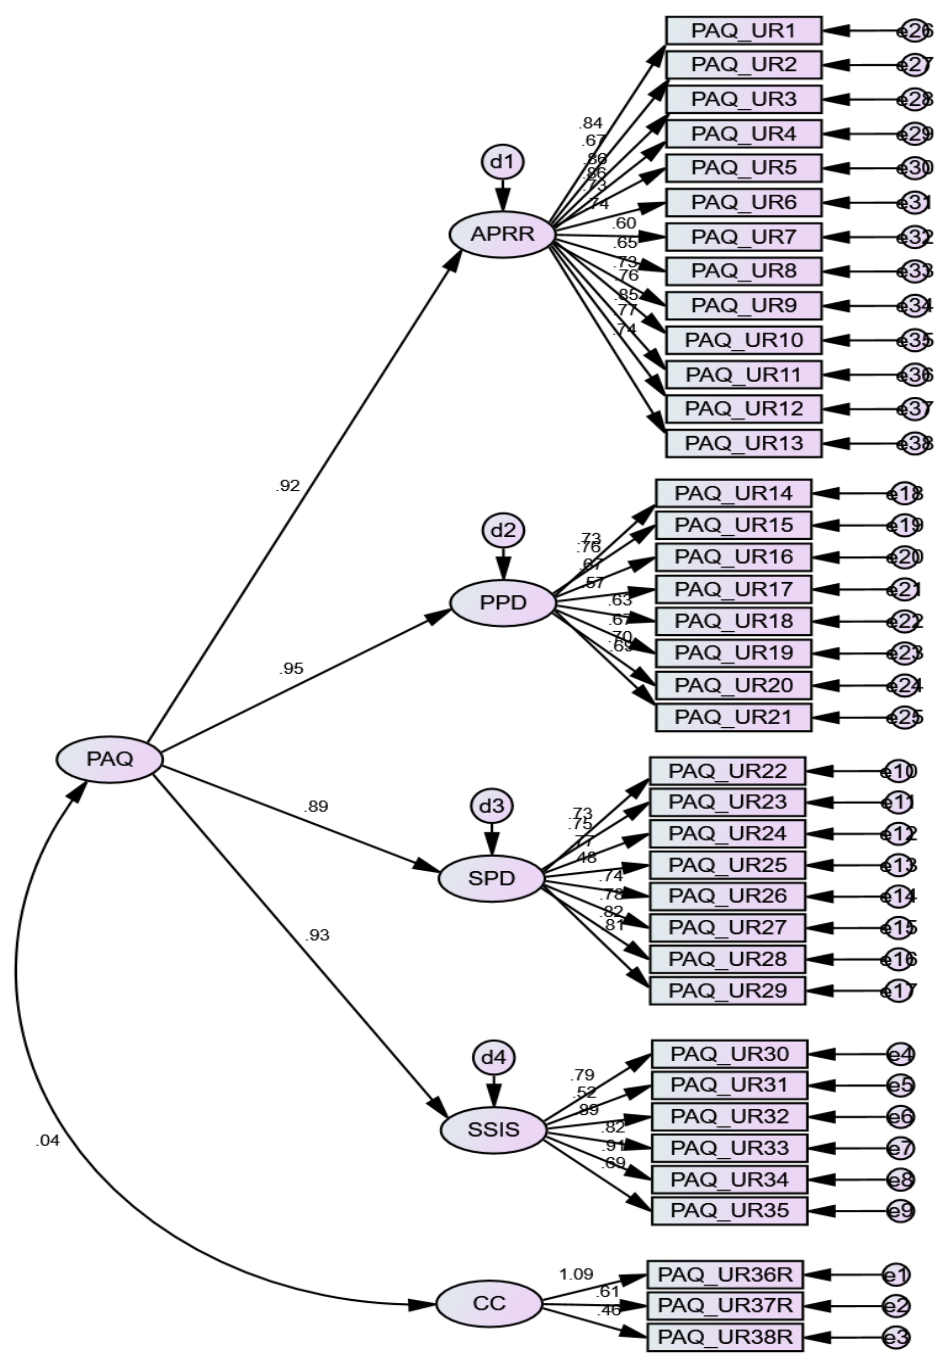 PAQ_UR1 e26
PAQ_UR2 e27
PAQ_UR3 e28
PAQ_UR4 e29
PAQ_UR5 e30
PAQ_UR6 e31
PAQ_UR7 e32
PAQ_UR8 e33
PAQ_UR9 e34
PAQ_UR10 e35
PAQ_UR11 e36
PAQ_UR12 e37
PAQ_UR13 e38
.84
.67
.86
.86
.73
.74
.60
.65
.73
.76
.85
.77
.74
d1
APRR
.92
PAQ_UR14 e18
PAQ_UR15 e19
PAQ_UR16 e20
PAQ_UR17 e21
PAQ_UR18 e22
PAQ_UR19 e23
PAQ_UR20 e24
PAQ_UR21 e25
.73
.76
.67
.57
.63
.67
.70
.69
d2
PPD
.95
PAQ
PAQ_UR22 e10
PAQ_UR23 e11
PAQ_UR24 e12
PAQ_UR25 e13
PAQ_UR26 e14
PAQ_UR27 e15
PAQ_UR28 e16
PAQ_UR29 e17
.73
.75
.77
.48
.74
.78
.82
.81
d3
SPD
.89
.93
PAQ_UR30 e4
PAQ_UR31 e5
PAQ_UR32 e6
PAQ_UR33 e7
PAQ_UR34 e8
PAQ_UR35 e9
.79
.52
.89
.82
.91
.69
d4
SSIS
.04
PAQ_UR36R e1
PAQ_UR37R e2
PAQ_UR38R e3
1.09
.61
.46
CC